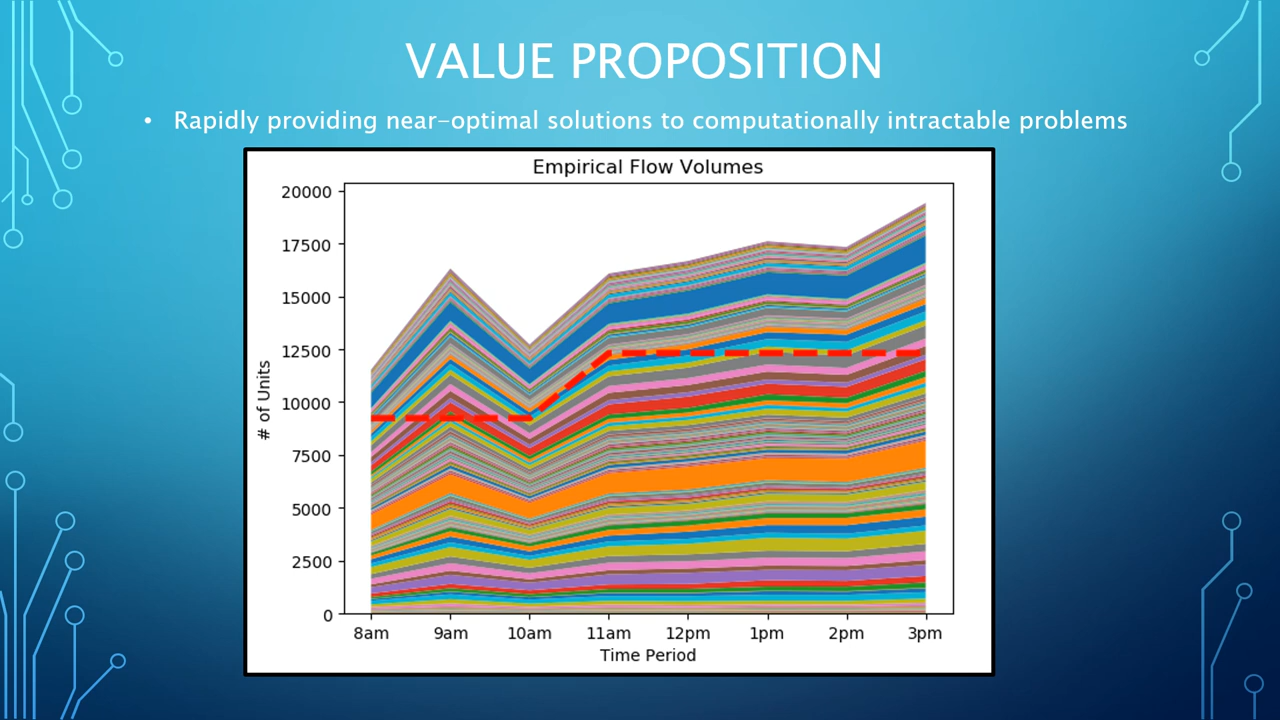 VALUE PROPOSITION
• Rapidly providing near-optimal solutions to computationally intractable problems
Empirical Flow Volumes
20000
17500
15000
12500
10000
7500
5000
2500
0
# of Units
8am 9am 10am 11am 12pm 1pm 2pm 3pm
Time Period